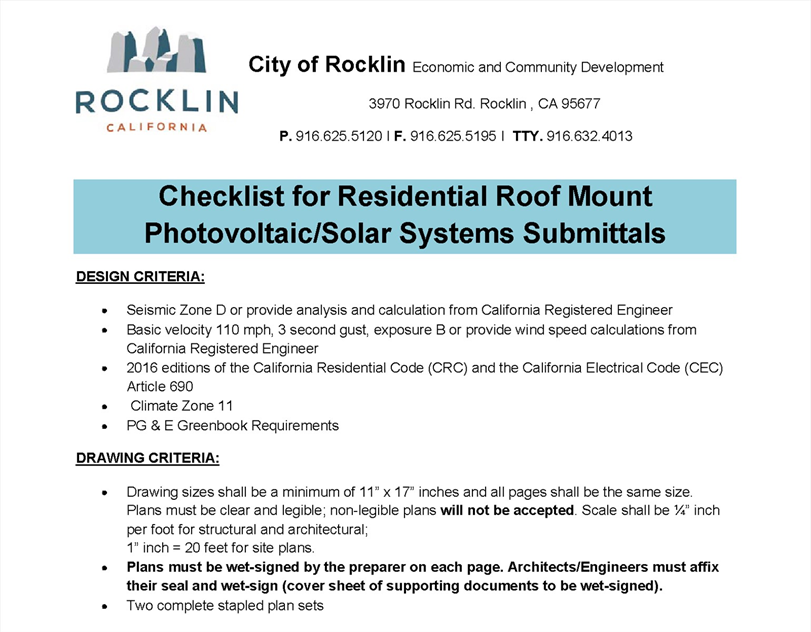 ROCKLIN
CALIFORNIA
City of Rocklin Economic and Community Development
3970 Rocklin Rd. Rocklin , CA 95677
P. 916.625.5120 I F. 916.625.5195 I TTY. 916.632.4013
Checklist for Residential Roof Mount
Photovoltaic/Solar Systems Submittals
DESIGN CRITERIA:
• Seismic Zone D or provide analysis and calculation from California Registered Engineer
• Basic velocity 110 mph, 3 second gust, exposure B or provide wind speed calculations from
California Registered Engineer
• 2016 editions of the California Residential Code (CRC) and the California Electrical Code (CEC)
Article 690
• Climate Zone 11
• PG & E Greenbook Requirements
DRAWING CRITERIA:
• Drawing sizes shall be a minimum of 11” x 17” inches and all pages shall be the same size.
Plans must be clear and legible; non-legible plans will not be accepted. Scale shall be ¼” inch
per foot for structural and architectural;
1” inch = 20 feet for site plans.
• Plans must be wet-signed by the preparer on each page. Architects/Engineers must affix
their seal and wet-sign (cover sheet of supporting documents to be wet-signed).
• Two complete stapled plan sets